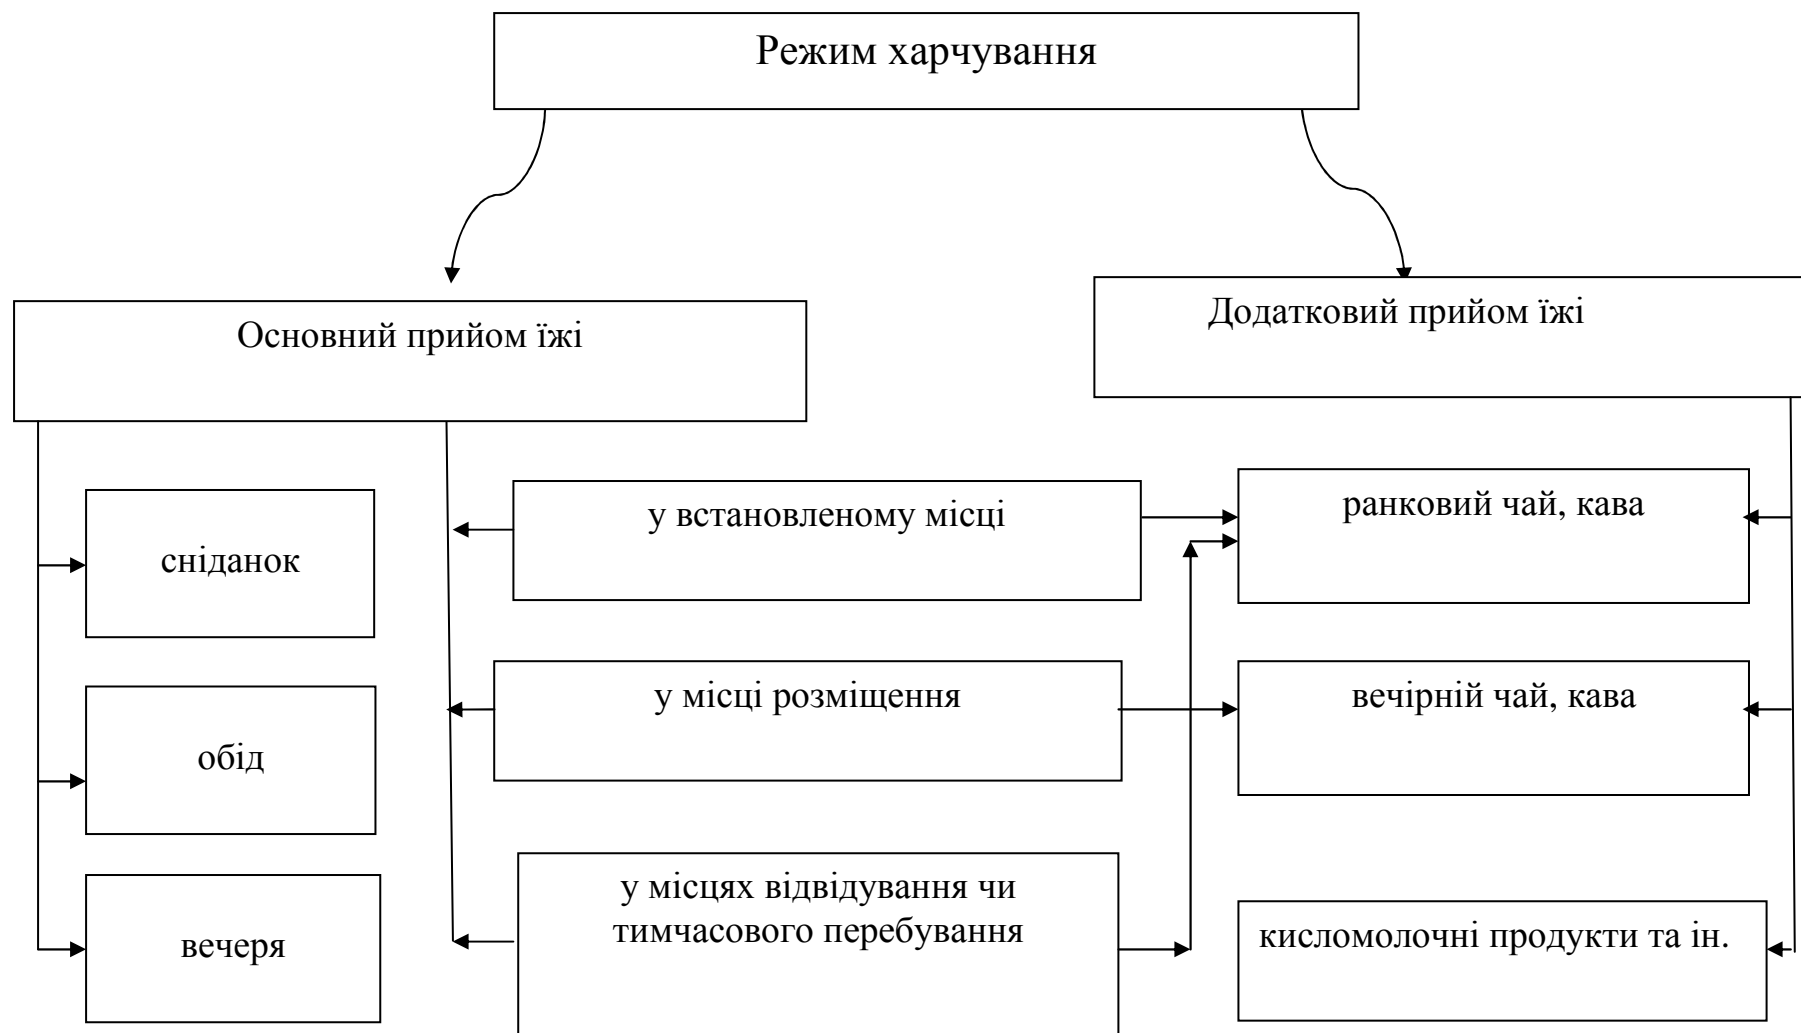 Режим харчування
Основний прийом їжі
Додатковий прийом їжі
сніданок
у встановленому місці
ранковий чай, кава
обід
у місці розміщення
вечірній чай, кава
вечеря
у місцях відвідування чи
тимчасового перебування
кисломолочні продукти та ін.